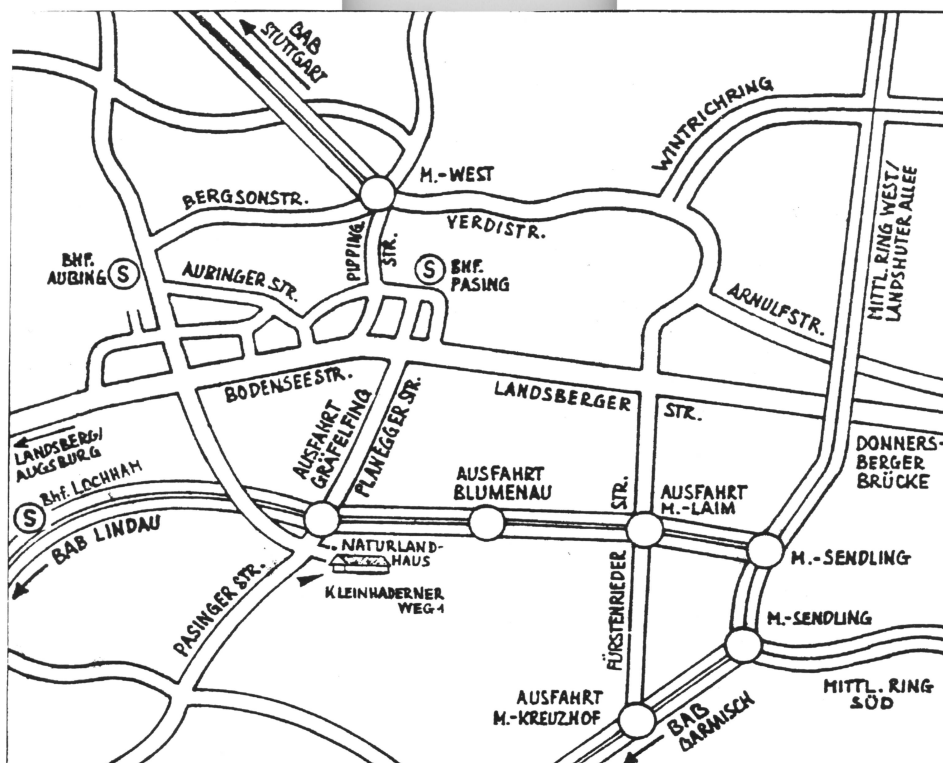 BAB
STUTTGART
WINTRICHRING
M.-WEST
BERGSONSTR.
VERDISTR.
MITTL. RING WEST/
LANDSHUTER ALLEE
PIPPING.
STR.
BHF.
AUBING S
AUBINGER STR.
S BHF.
PASING
ARNULFSTR.
BODENSEESTR.
LANDSBERGER
STR.
LANDSBERG/
AUGSBURG
AUSFAHRT
GRÄFELFING
PLANEGGER STR.
DONNERS-
BERGER
BRÜCKE
S Bhf. LOCHHAM
AUSFAHRT
BLUMENAU
STR.
AUSFAHRT
M.-LAIM
BAB LINDAU
NATURLAND-
HAUS
KLEINHADERNER
WEG 1
M.-SENDLING
PASINGER STR.
FÜRSTENRIEDER
M.-SENDLING
AUSFAHRT
M.-KREUZHOF
MITTL. RING
SÜD
BAB
GARMISCH